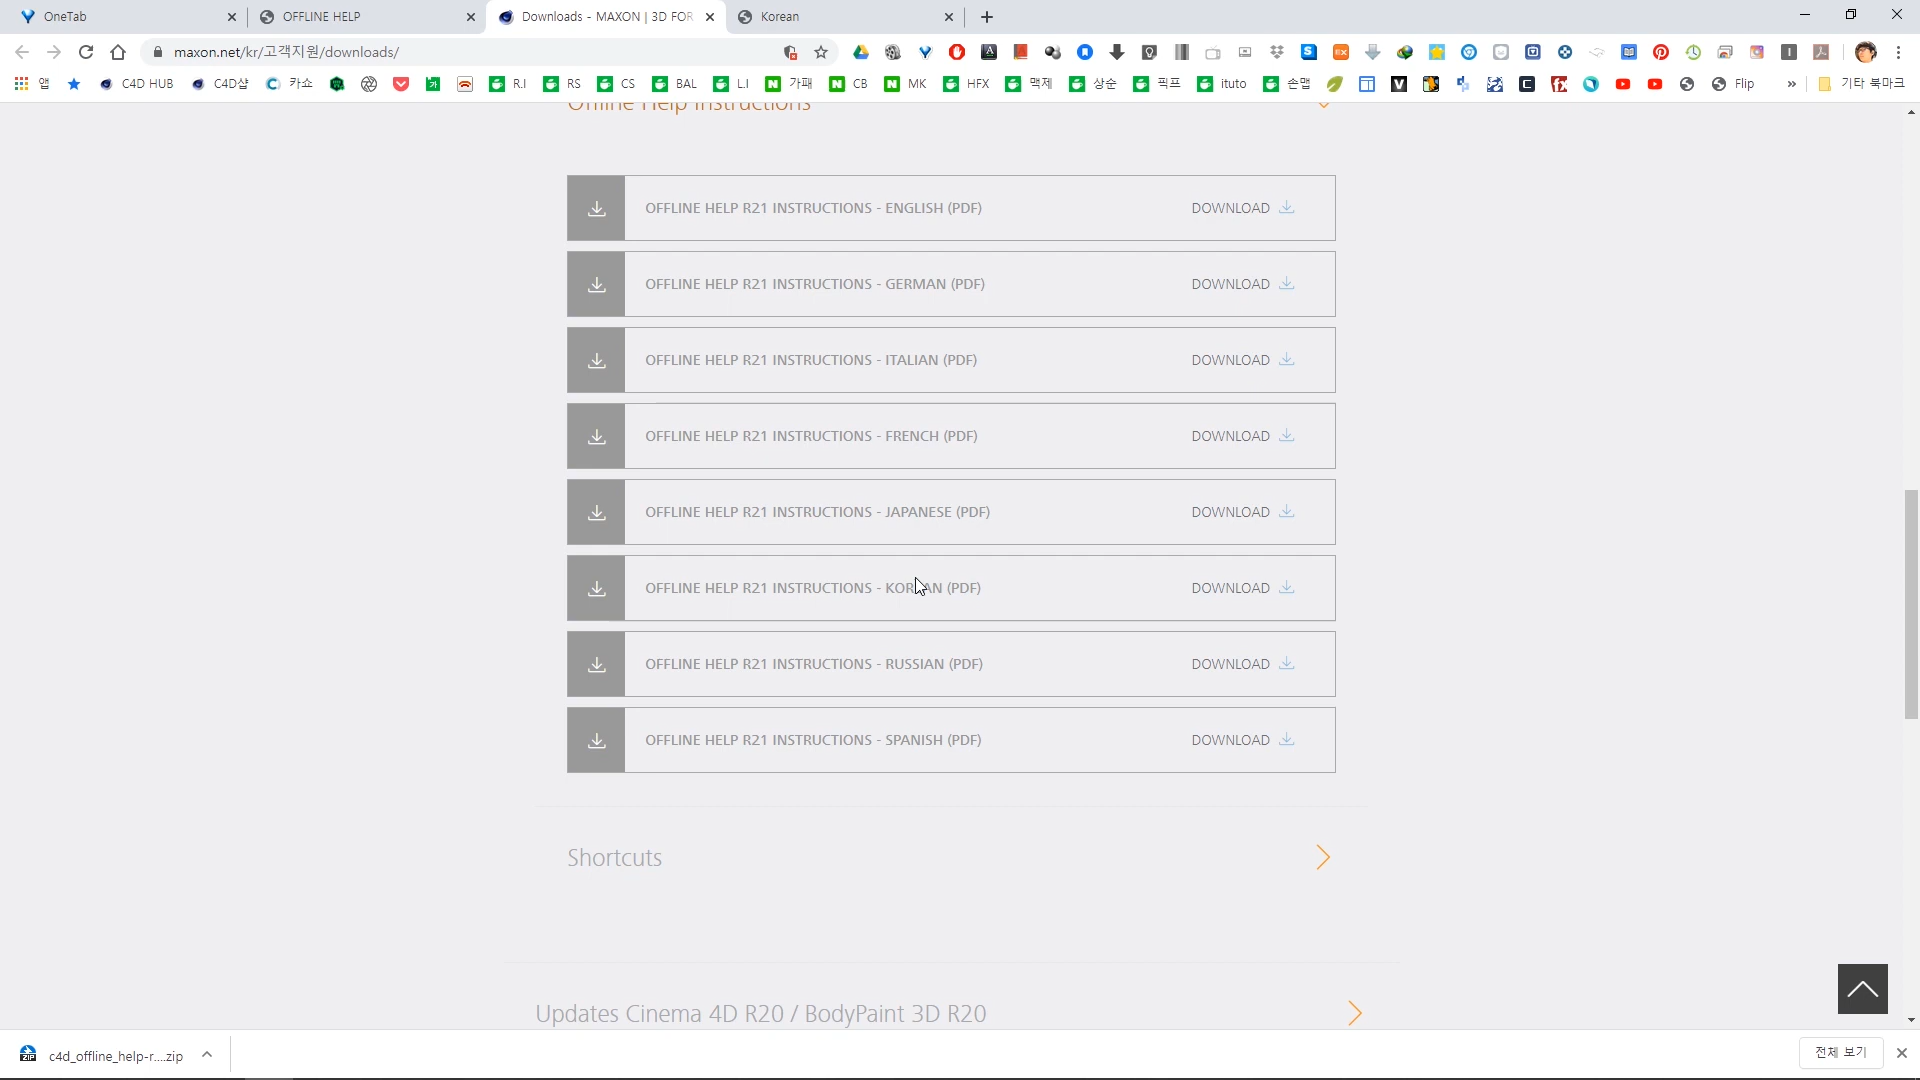 OneTab
OFFLINE HELP
Downloads - MAXON | 3D FOR
Korean
maxon.net/kr/고객지원/downloads/
앱 C4D HUB C4D샵 카쇼 R.I RS CS BAL L.I 가패 CB MK HFX 맥제 상순 픽프 ituto 손맵 Flip » 기타 북마크
Offline Help Instructions
OFFLINE HELP R21 INSTRUCTIONS - ENGLISH (PDF) DOWNLOAD
OFFLINE HELP R21 INSTRUCTIONS - GERMAN (PDF) DOWNLOAD
OFFLINE HELP R21 INSTRUCTIONS - ITALIAN (PDF) DOWNLOAD
OFFLINE HELP R21 INSTRUCTIONS - FRENCH (PDF) DOWNLOAD
OFFLINE HELP R21 INSTRUCTIONS - JAPANESE (PDF) DOWNLOAD
OFFLINE HELP R21 INSTRUCTIONS - KOREAN (PDF) DOWNLOAD
OFFLINE HELP R21 INSTRUCTIONS - RUSSIAN (PDF) DOWNLOAD
OFFLINE HELP R21 INSTRUCTIONS - SPANISH (PDF) DOWNLOAD
Shortcuts
Updates Cinema 4D R20 / BodyPaint 3D R20
c4d_offline_help-r....zip 전체 보기